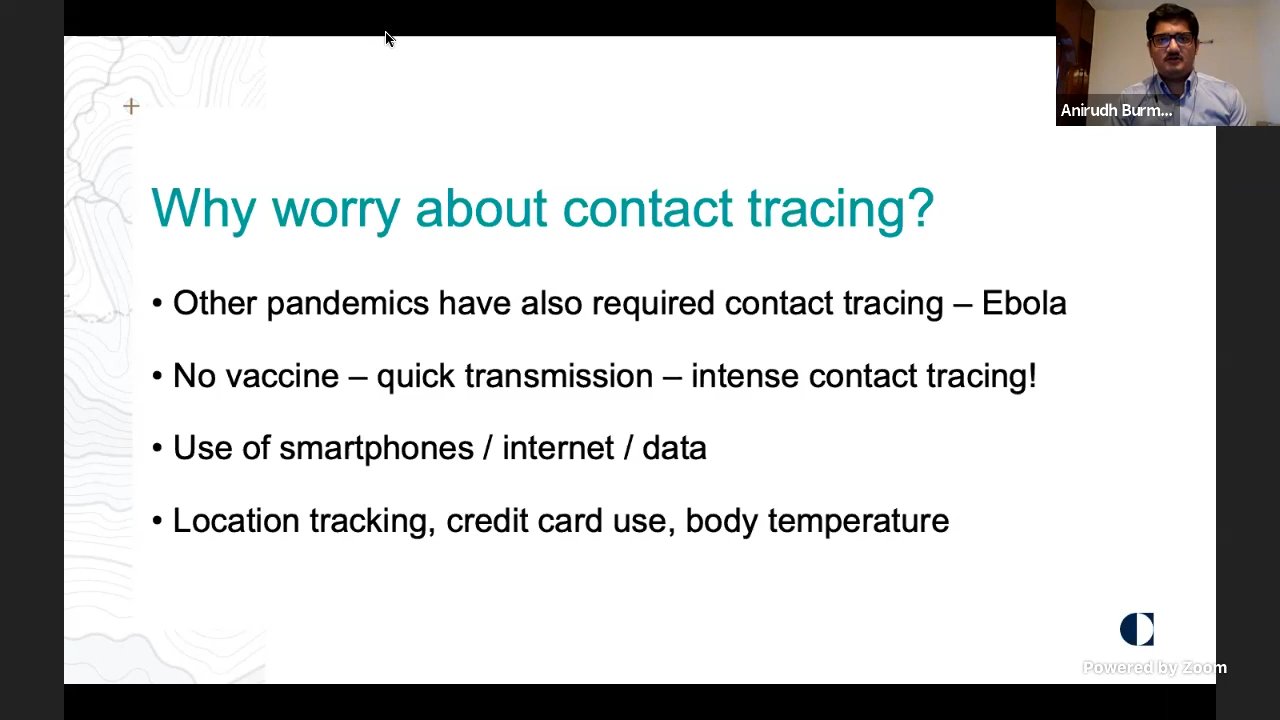 Anirudh Burm...
Why worry about contact tracing?
• Other pandemics have also required contact tracing – Ebola
• No vaccine – quick transmission – intense contact tracing!
• Use of smartphones / internet / data
• Location tracking, credit card use, body temperature
Powered by Zoom